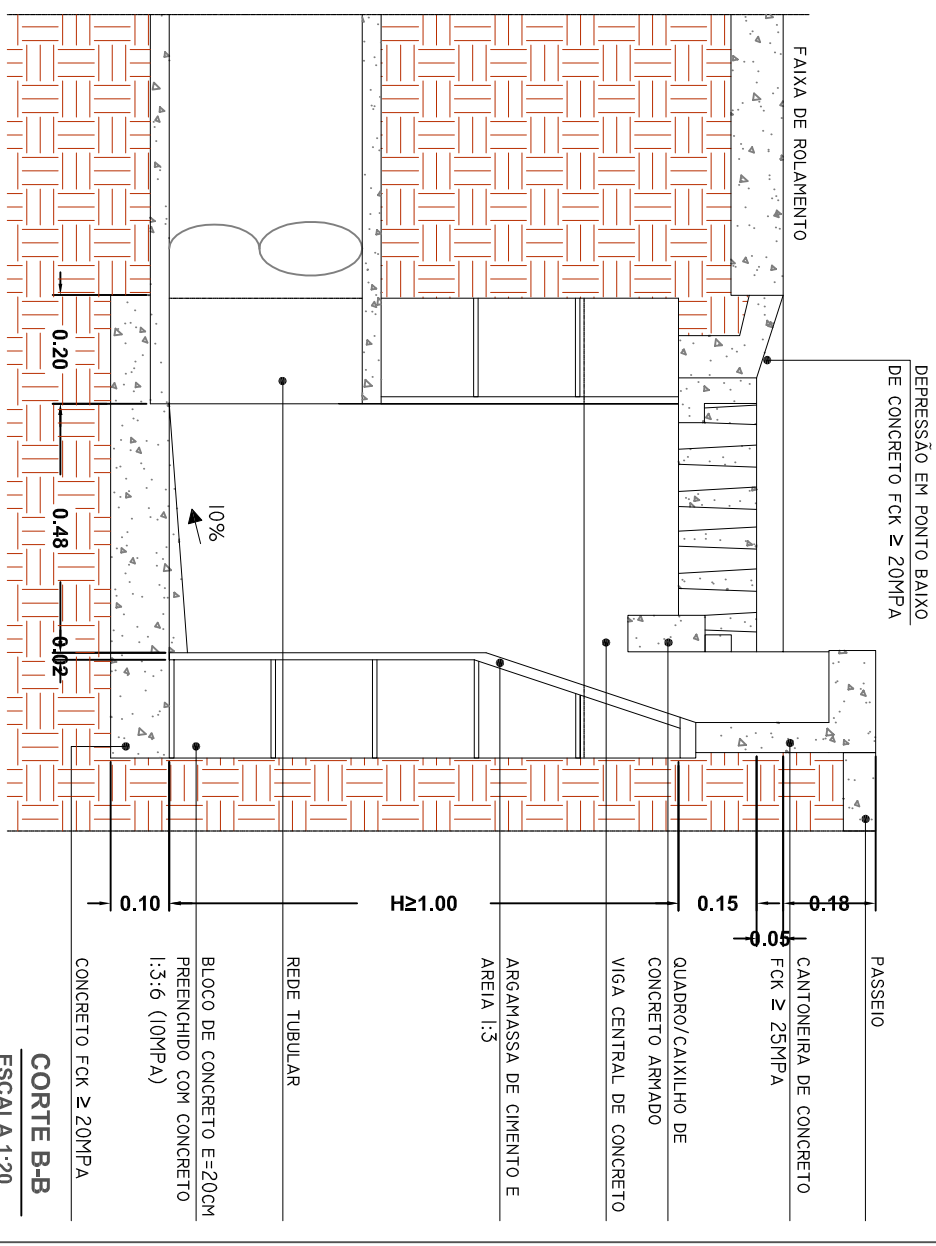 DEPRESSÃO EM PONTO BAIXO
DE CONCRETO FCK ≥ 20MPA
FAIXA DE ROLAMENTO
10%
0.20
0.48
0.02
0.10
H≥1.00
0.15
0.05
0.18
PASSEIO
CANTONEIRA DE CONCRETO
FCK ≥ 25MPA
QUADRO/CAIXILHO DE
CONCRETO ARMADO
VIGA CENTRAL DE CONCRETO
ARGAMASSA DE CIMENTO E
AREIA 1:3
REDE TUBULAR
BLOCO DE CONCRETO E=20CM
PREENCHIDO COM CONCRETO
1:3:6 (10MPA)
CONCRETO FCK ≥ 20MPA
CORTE B-B
ESCALA 1:20